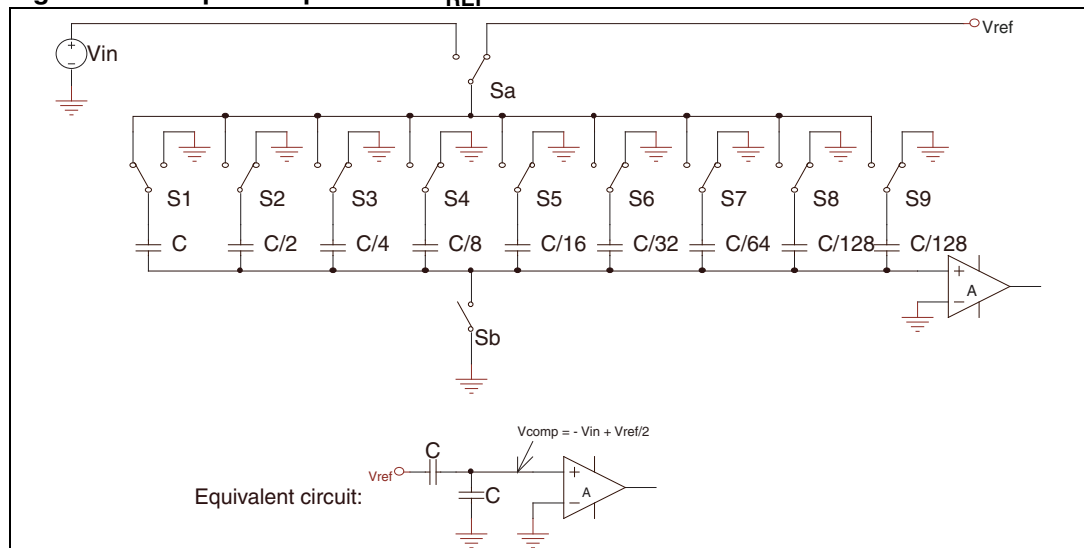 REF
Vin
Vref
Sa
S1 S2 S3 S4 S5 S6 S7 S8 S9
C C/2 C/4 C/8 C/16 C/32 C/64 C/128 C/128
+
A
−
Sb
Vcomp = - Vin + Vref/2
C
Vref
+
A
−
Equivalent circuit:
C